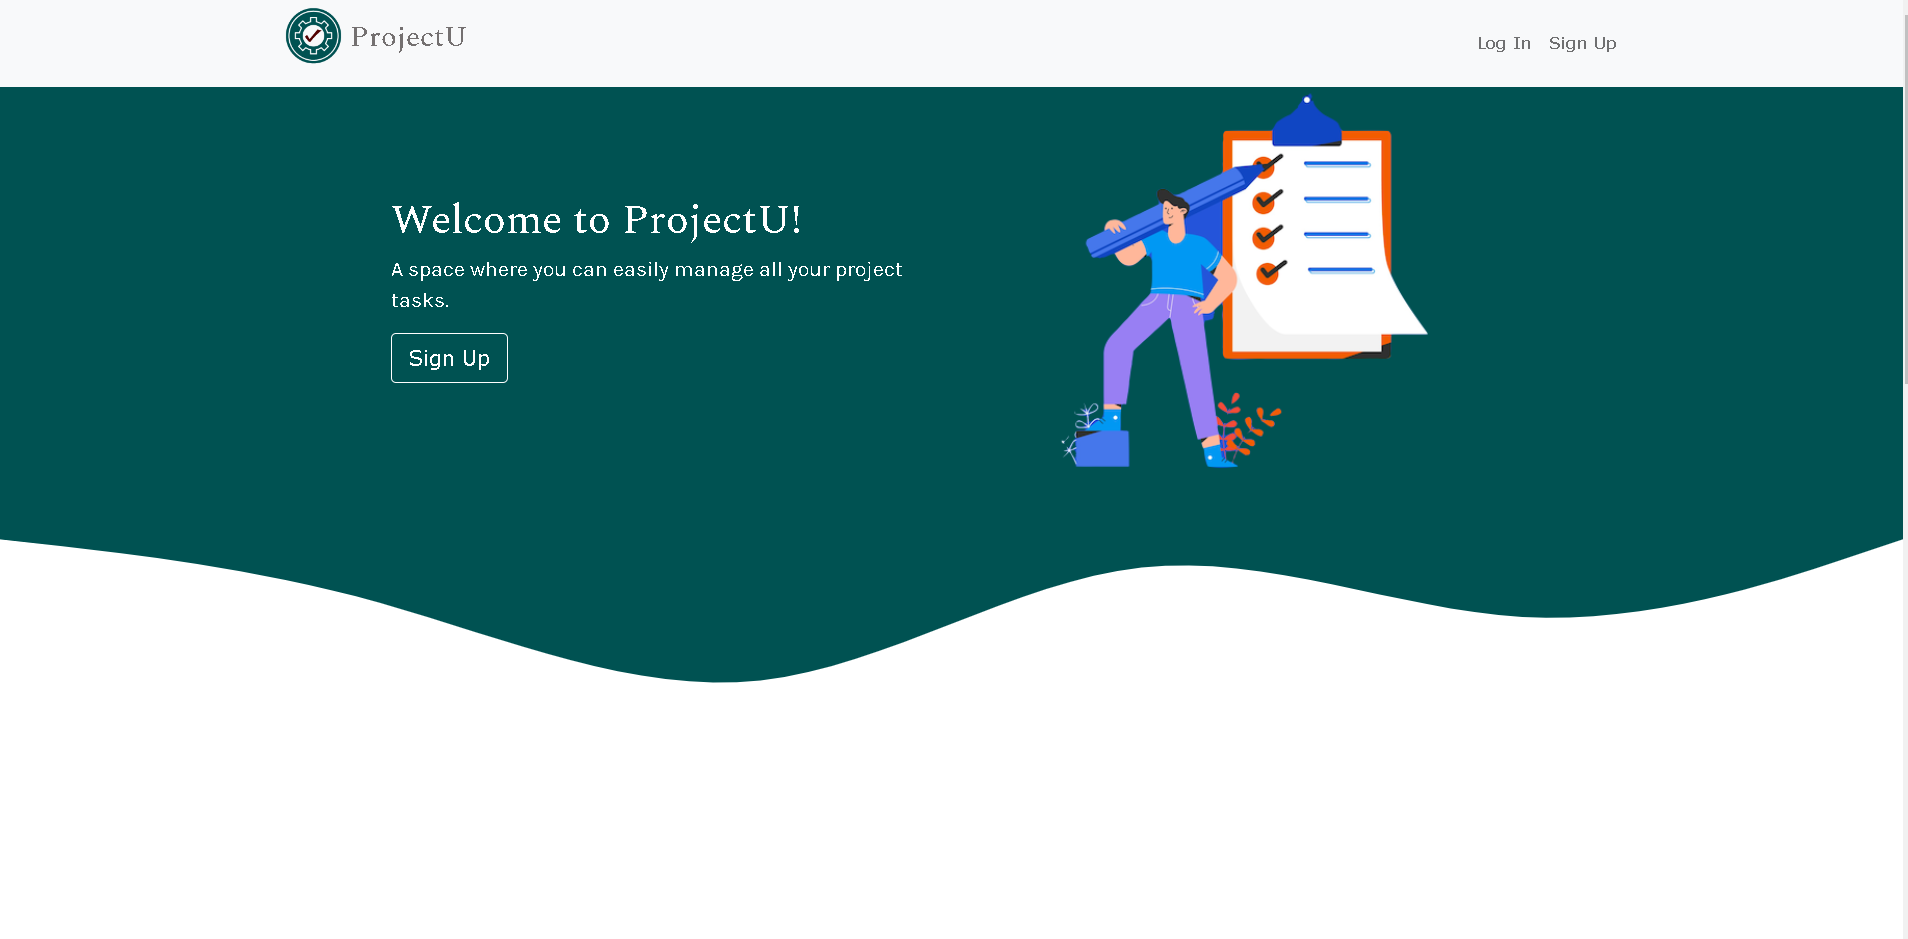 ProjectU
Log In
Sign Up
Welcome to ProjectU!
A space where you can easily manage all your project
tasks.
Sign Up